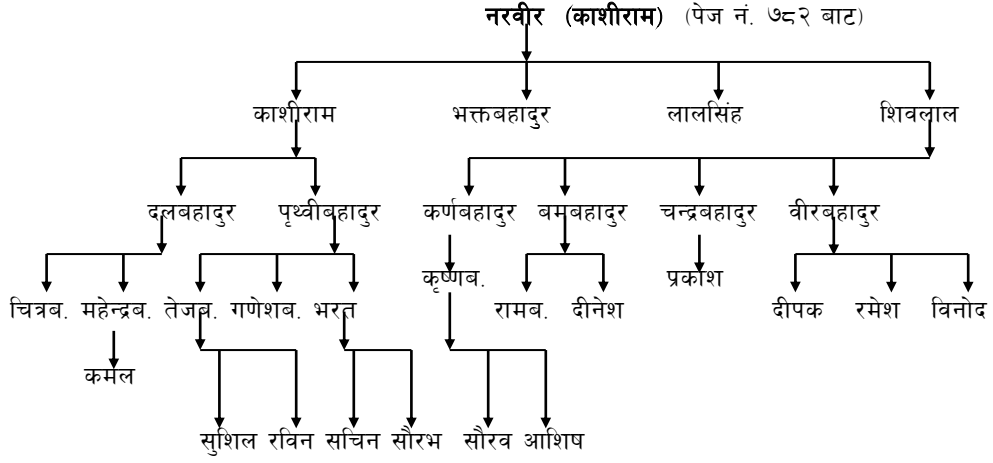 नरवीर (काशीराम) (पेज नं. ७८२ बाट)
काशीराम भक्तबहादुर लालसिंह शिवलाल
दलबहादुर पृथ्वीबहादुर कर्णबहादुर बमबहादुर चन्द्रबहादुर वीरबहादुर
कृष्णब. प्रकाश
चित्रब. महेन्द्रब. तेजब. गणेशब. भरत रामब. दीनेश दीपक रमेश विनोद
कमल
सुशिल रविन सचिन सौरभ सौरव आशिष